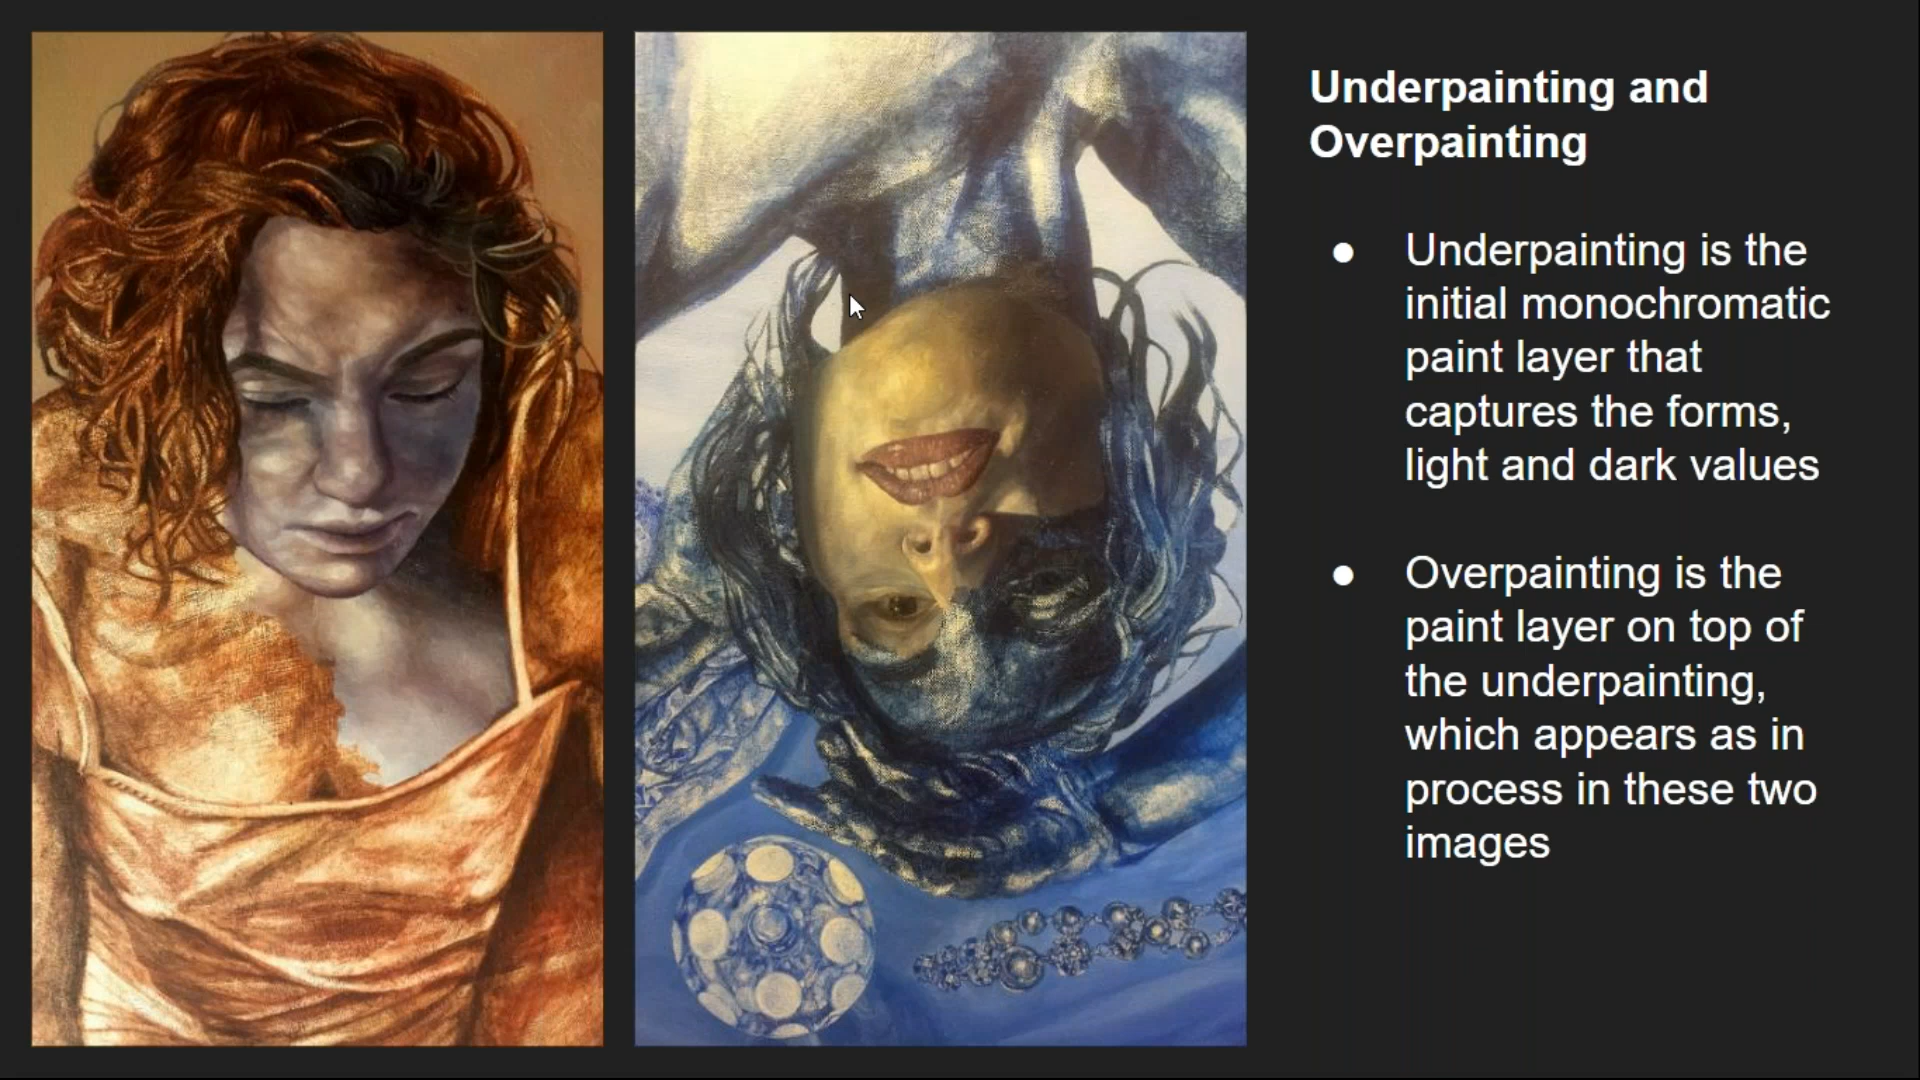 Underpainting and
Overpainting
● Underpainting is the
initial monochromatic
paint layer that
captures the forms,
light and dark values
● Overpainting is the
paint layer on top of
the underpainting,
which appears as in
process in these two
images